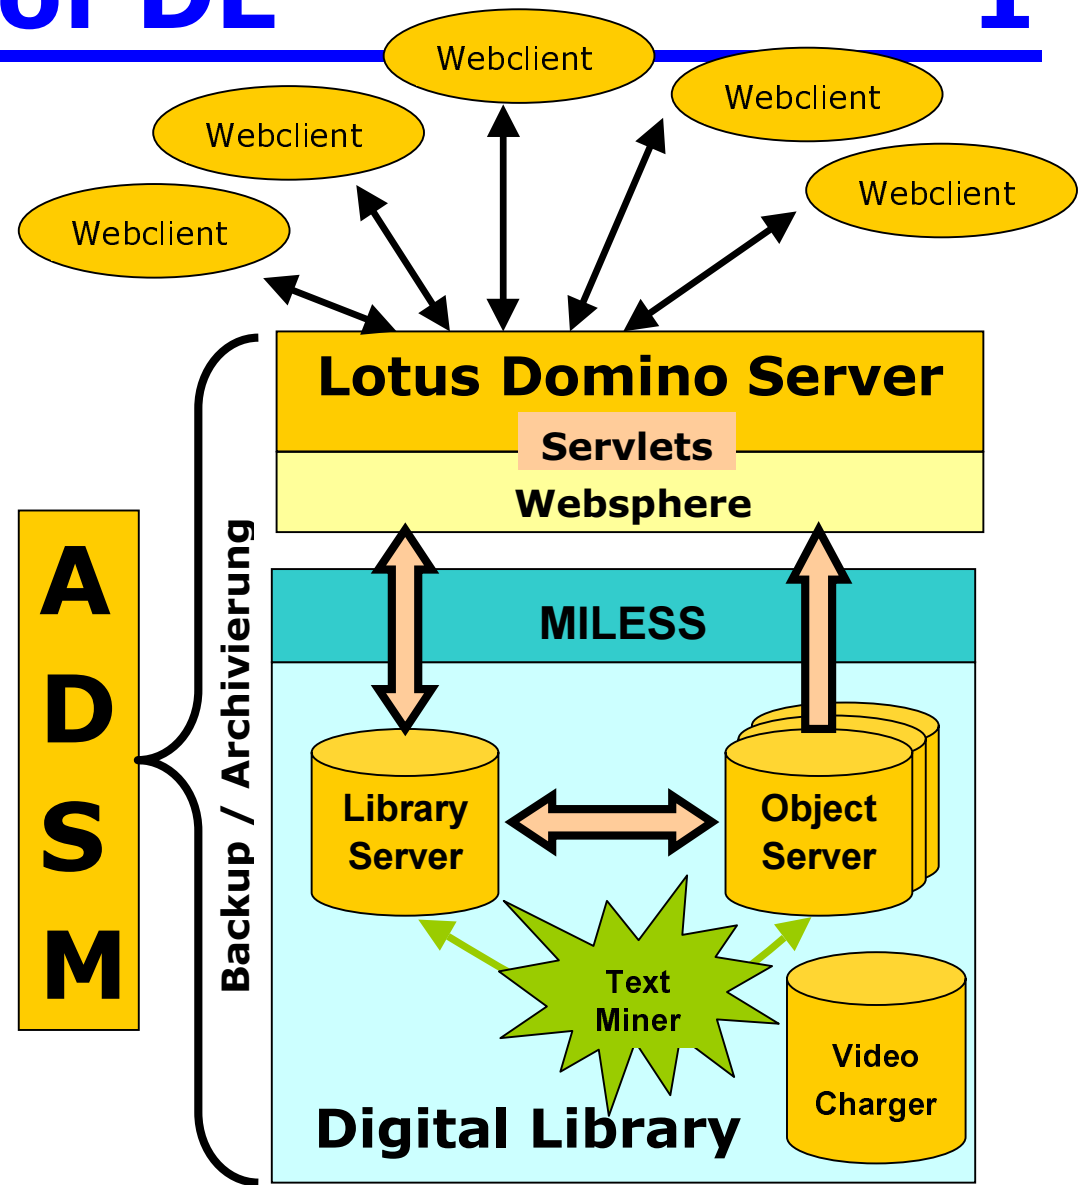 1
Webclient
Webclient
Webclient
Webclient
Webclient
Lotus Domino Server
Servlets
Websphere
A
D
S
M
Backup / Archivierung
MILESS
Library
Server
Object
Server
Text
Miner
Video
Charger
Digital Library